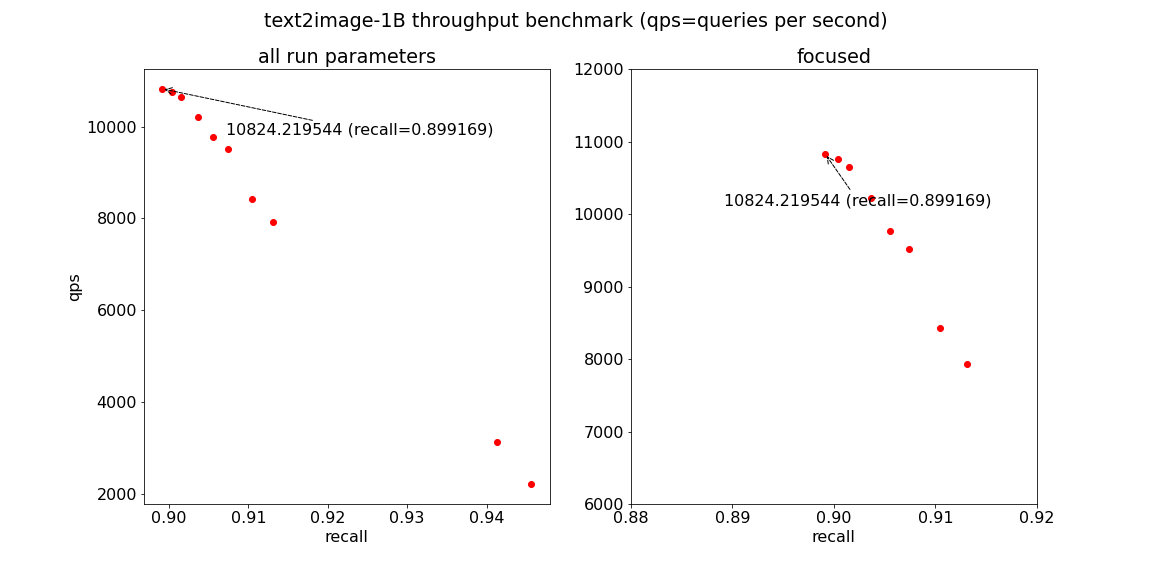 text2image-1B throughput benchmark (qps=queries per second)
all run parameters
10000
8000
6000
4000
2000
qps
10824.219544 (recall=0.899169)
0.90 0.91 0.92 0.93 0.94
recall
focused
12000
11000
10000
9000
8000
7000
6000
10824.219544 (recall=0.899169)
0.88 0.89 0.90 0.91 0.92
recall